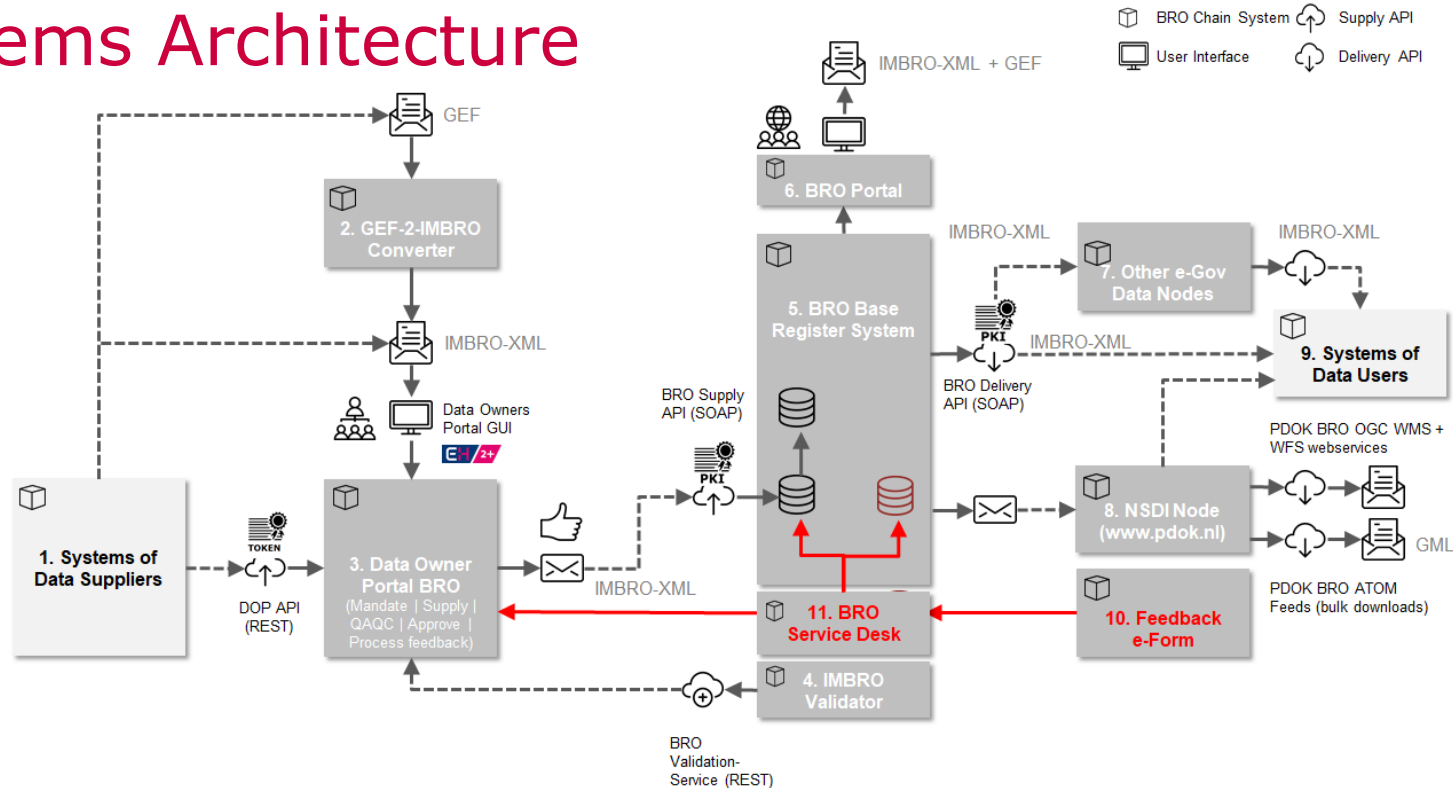 ems Architecture
BRO Chain System
Supply API
User Interface
Delivery API
IMBRO-XML + GEF
GEF
6. BRO Portal
2. GEF-2-IMBRO
Converter
IMBRO-XML
IMBRO-XML
7. Other e-Gov
Data Nodes
5. BRO Base
Register System
PKI
IMBRO-XML
BRO Delivery
API (SOAP)
9. Systems of
Data Users
IMBRO-XML
Data Owners
Portal GUI
EH/2+
BRO Supply
API (SOAP)
PKI
PDOK BRO OGC WMS +
WFS webservices
8. NSDI Node
(www.pdok.nl)
GML
PDOK BRO ATOM
Feeds (bulk downloads)
1. Systems of
Data Suppliers
TOKEN
DOP API
(REST)
3. Data Owner
Portal BRO
(Mandate | Supply |
QAQC | Approve |
Process feedback)
IMBRO-XML
11. BRO
Service Desk
10. Feedback
e-Form
4. IMBRO
Validator
BRO
Validation-
Service (REST)